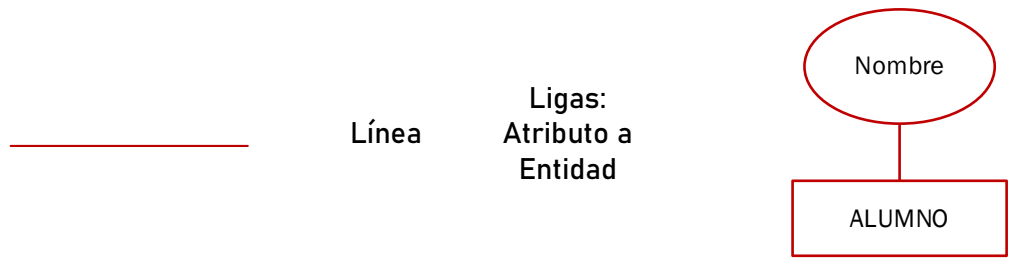 Línea
Ligas:
Atributo a
Entidad
Nombre
ALUMNO